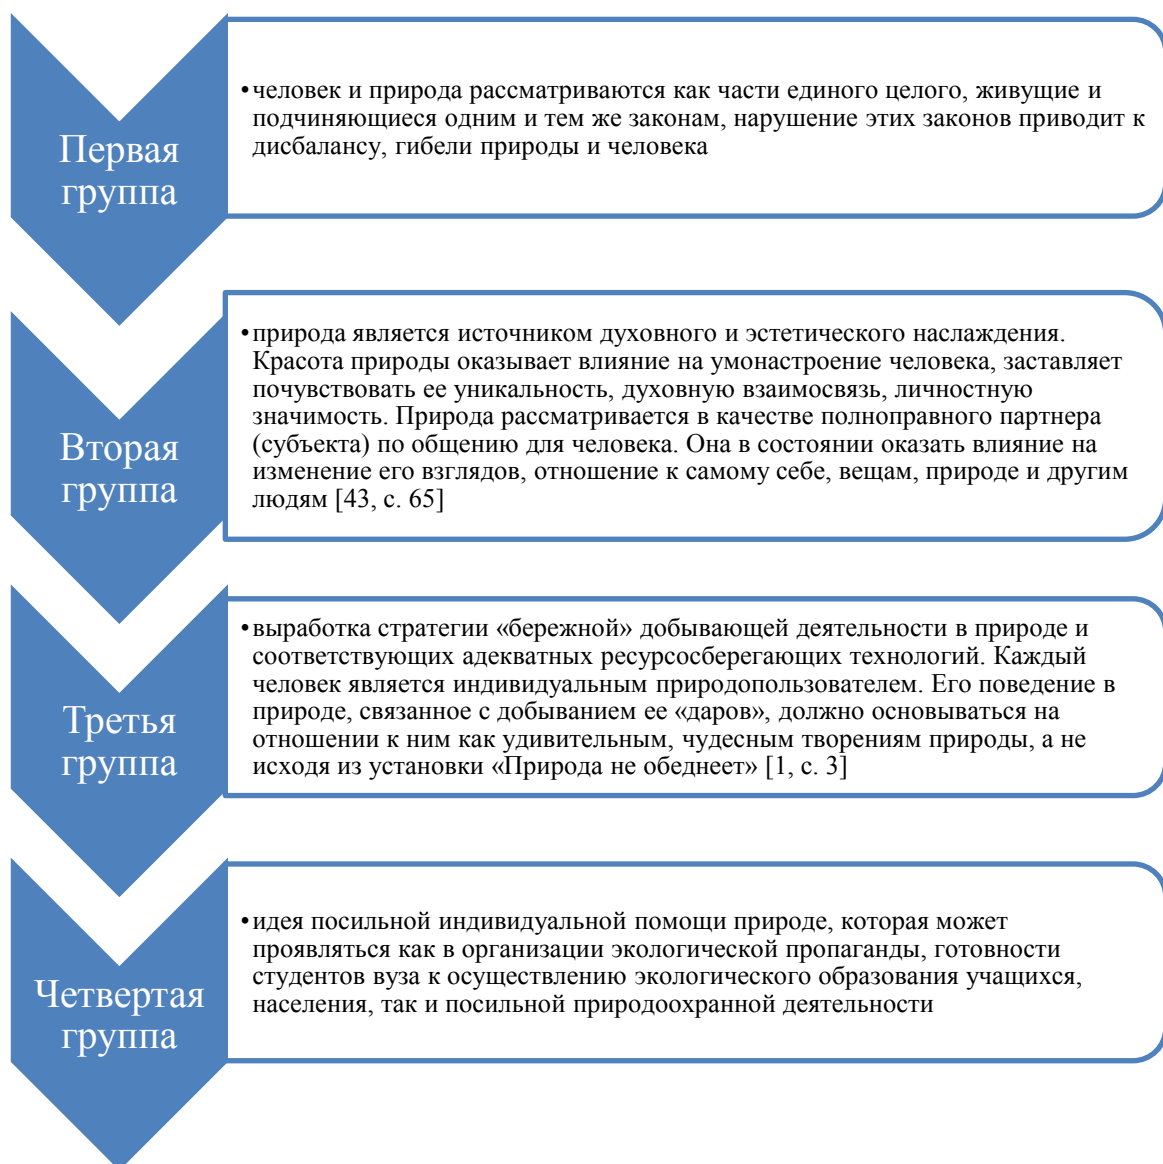 Первая
группа
•человек и природа рассматриваются как части единого целого, живущие и
подчиняющиеся одним и тем же законам, нарушение этих законов приводит к
дисбалансу, гибели природы и человека
Вторая
группа
•природа является источником духовного и эстетического наслаждения.
Красота природы оказывает влияние на умонастроение человека, заставляет
почувствовать ее уникальность, духовную взаимосвязь, личностную
значимость. Природа рассматривается в качестве полноправного партнера
(субъекта) по общению для человека. Она в состоянии оказать влияние на
изменение его взглядов, отношение к самому себе, вещам, природе и другим
людям [43, с. 65]
Третья
группа
•выработка стратегии «бережной» добывающей деятельности в природе и
соответствующих адекватных ресурсосберегающих технологий. Каждый
человек является индивидуальным природопользователем. Его поведение в
природе, связанное с добыванием ее «даров», должно основываться на
отношении к ним как удивительным, чудесным творениям природы, а не
исходя из установки «Природа не обеднеет» [1, с. 3]
Четвертая
группа
•идея посильной индивидуальной помощи природе, которая может
проявляться как в организации экологической пропаганды, готовности
студентов вуза к осуществлению экологического образования учащихся,
населения, так и посильной природоохранной деятельности